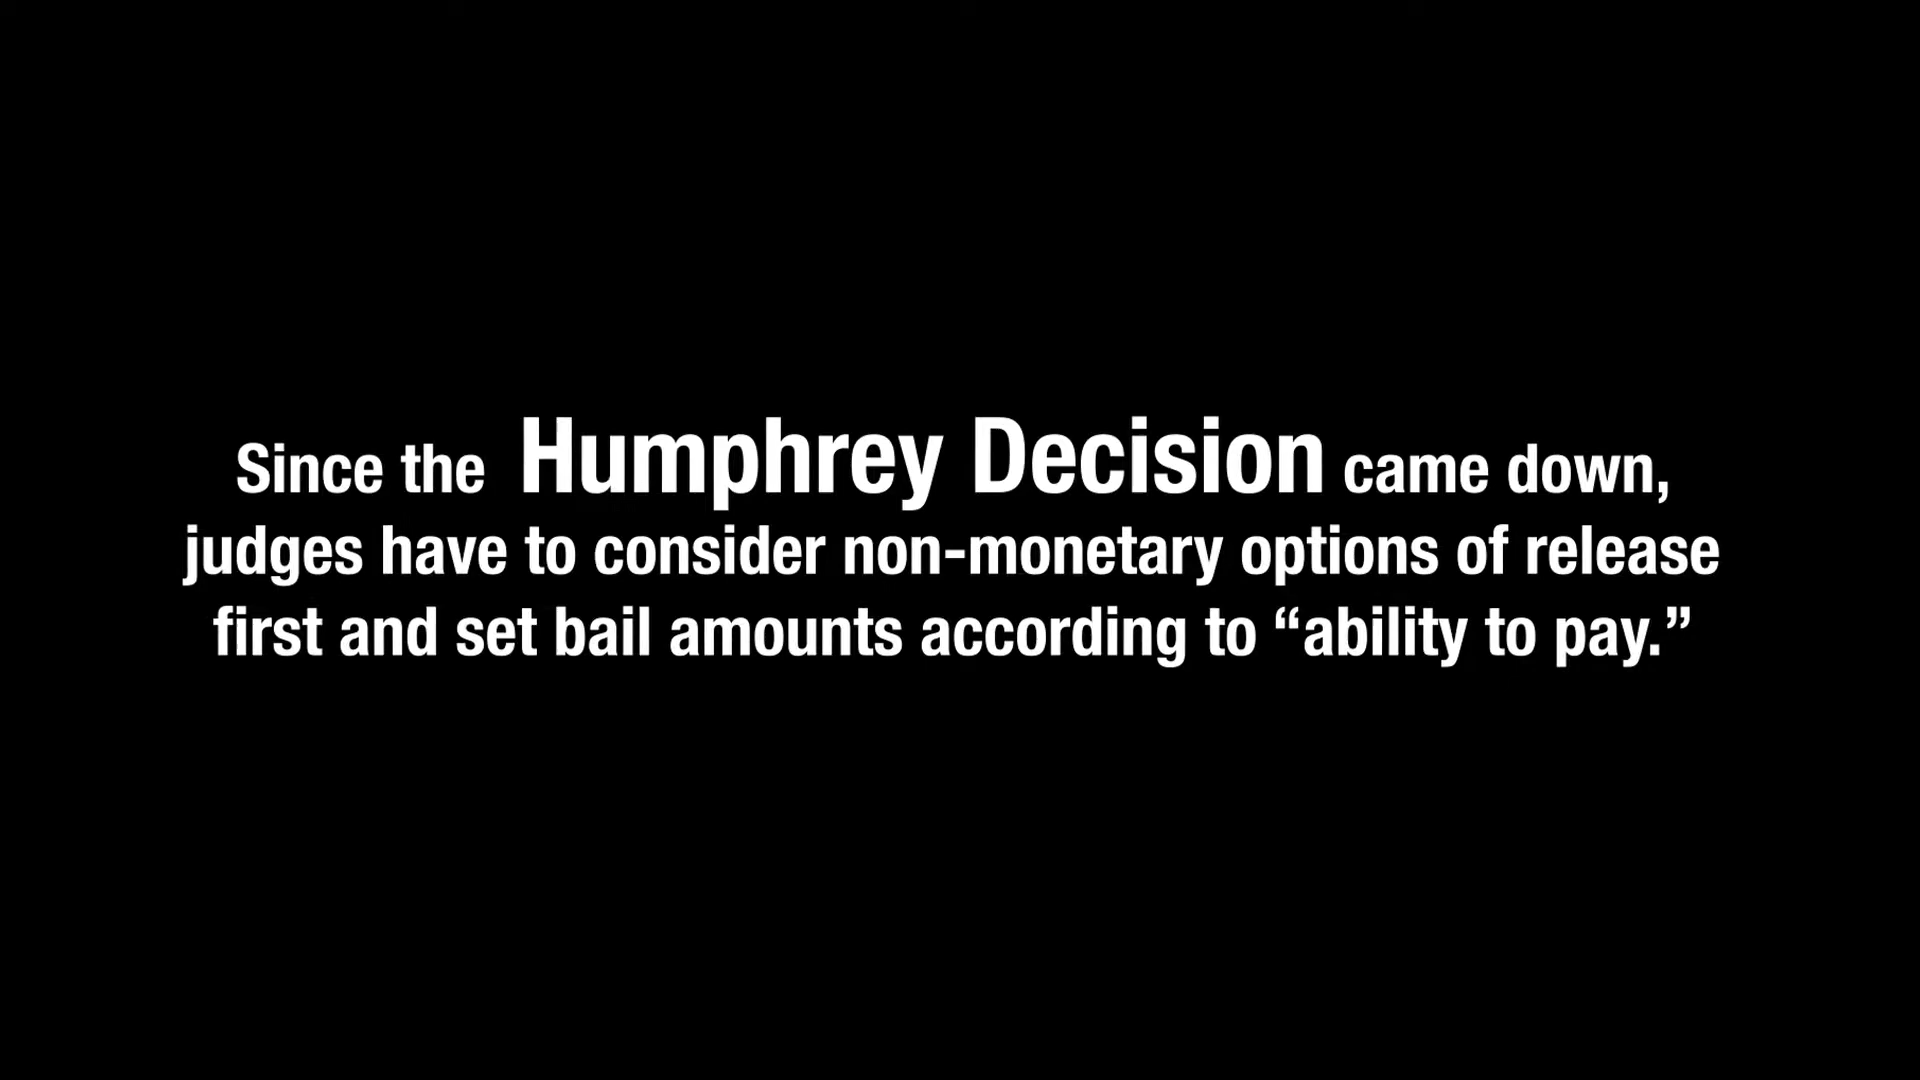 Since the Humphrey Decision came down,
judges have to consider non-monetary options of release
first and set bail amounts according to “ability to pay.”